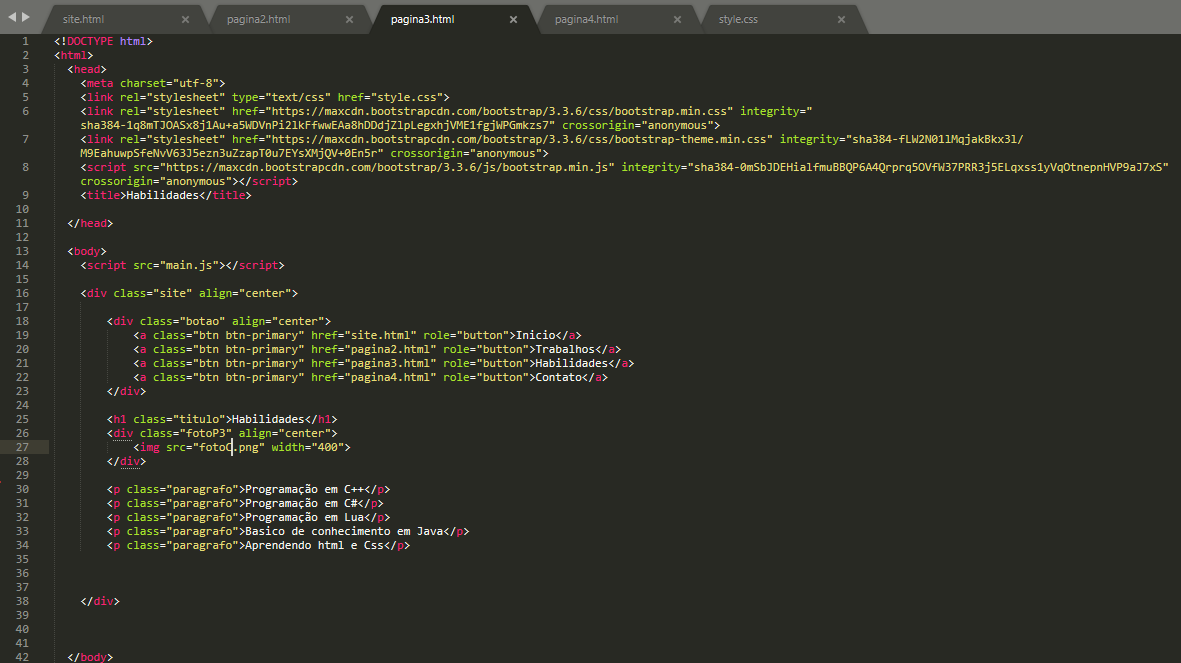 site.html × pagina2.html × pagina3.html × pagina4.html × style.css ×
1 <!DOCTYPE html>
2 <html>
3 <head>
4 <meta charset="utf-8">
5 <link rel="stylesheet" type="text/css" href="style.css">
6 <link rel="stylesheet" href="https://maxcdn.bootstrapcdn.com/bootstrap/3.3.6/css/bootstrap.min.css" integrity="
sha384-1q8mTJOASx8j1Au+a5WDVnPi2lkFfwwEAa8hDDdjZlpLegxhjVME1fgjWPGmkzs7" crossorigin="anonymous">
7 <link rel="stylesheet" href="https://maxcdn.bootstrapcdn.com/bootstrap/3.3.6/css/bootstrap-theme.min.css" integrity="sha384-fLW2N01lMqjakBkx3l/
M9EahuwpSfeNvV63J5ezn3uZzapT0u7EYsXMjQV+0En5r" crossorigin="anonymous">
8 <script src="https://maxcdn.bootstrapcdn.com/bootstrap/3.3.6/js/bootstrap.min.js" integrity="sha384-0mSbJDEHialfmuBBQP6A4Qrprq5OVfW37PRR3j5ELqxss1yVqOtnepnHVP9aJ7xS"
crossorigin="anonymous"></script>
9 <title>Habilidades</title>
10
11 </head>
12
13 <body>
14 <script src="main.js"></script>
15
16 <div class="site" align="center">
17
18 <div class="botao" align="center">
19 <a class="btn btn-primary" href="site.html" role="button">Inicio</a>
20 <a class="btn btn-primary" href="pagina2.html" role="button">Trabalhos</a>
21 <a class="btn btn-primary" href="pagina3.html" role="button">Habilidades</a>
22 <a class="btn btn-primary" href="pagina4.html" role="button">Contato</a>
23 </div>
24
25 <h1 class="titulo">Habilidades</h1>
26 <div class="fotoP3" align="center">
27 <img src="fotoC.png" width="400">
28 </div>
29
30 <p class="paragrafo">Programação em C++</p>
31 <p class="paragrafo">Programação em C#</p>
32 <p class="paragrafo">Programação em Lua</p>
33 <p class="paragrafo">Basico de conhecimento em Java</p>
34 <p class="paragrafo">Aprendendo html e Css</p>
35
36
37
38 </div>
39
40
41
42 </body>